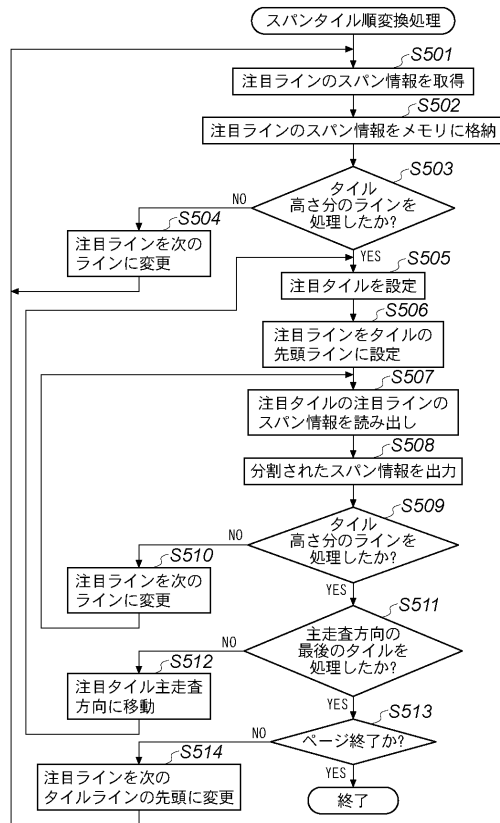 スパンタイル順変換処理
S501
注目ラインのスパン情報を取得
S502
注目ラインのスパン情報をメモリに格納
S503
タイル
高さ分のラインを
処理したか?
NO
YES
S504
注目ラインを次の
ラインに変更
S505
注目タイルを設定
S506
注目ラインをタイルの
先頭ラインに設定
S507
注目タイルの注目ラインの
スパン情報を読み出し
S508
分割されたスパン情報を出力
S509
タイル
高さ分のラインを
処理したか?
NO
YES
S510
注目ラインを次の
ラインに変更
S511
主走査方向の
最後のタイルを
処理したか?
NO
YES
S512
注目タイル主走査
方向に移動
S513
ページ終了か?
NO
YES
S514
注目ラインを次の
タイルラインの先頭に変更
終了